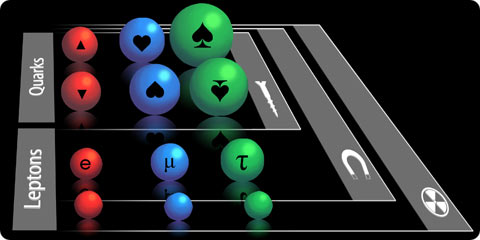 Quarks
Leptons
e μ τ